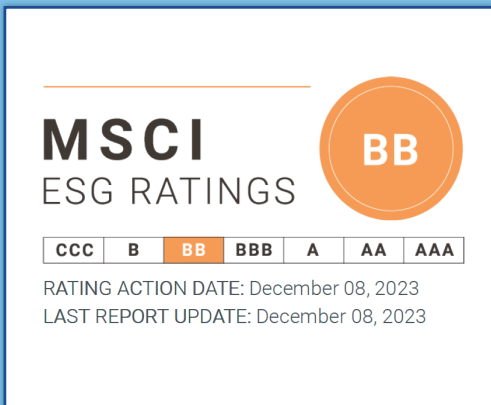 MSCI
ESG RATINGS
BB
CCC B BB BBB A AA AAA
RATING ACTION DATE: December 08, 2023
LAST REPORT UPDATE: December 08, 2023